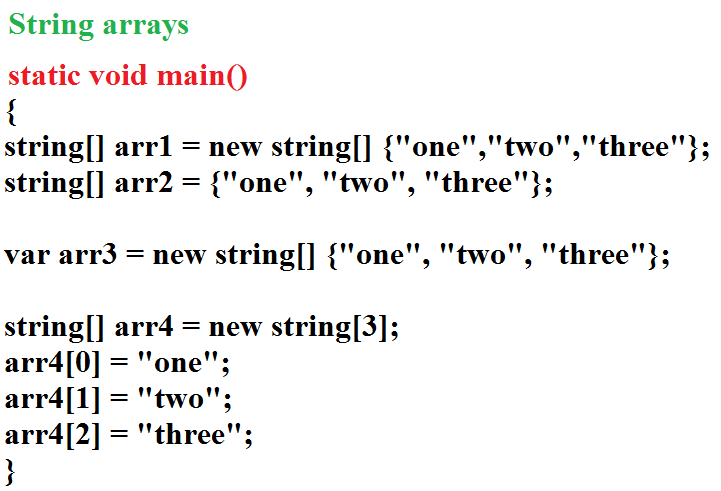 String arrays
static void main()
{
string[] arr1 = new string[] {"one","two","three"};
string[] arr2 = {"one", "two", "three"};
var arr3 = new string[] {"one", "two", "three"};
string[] arr4 = new string[3];
arr4[0] = "one";
arr4[1] = "two";
arr4[2] = "three";
}